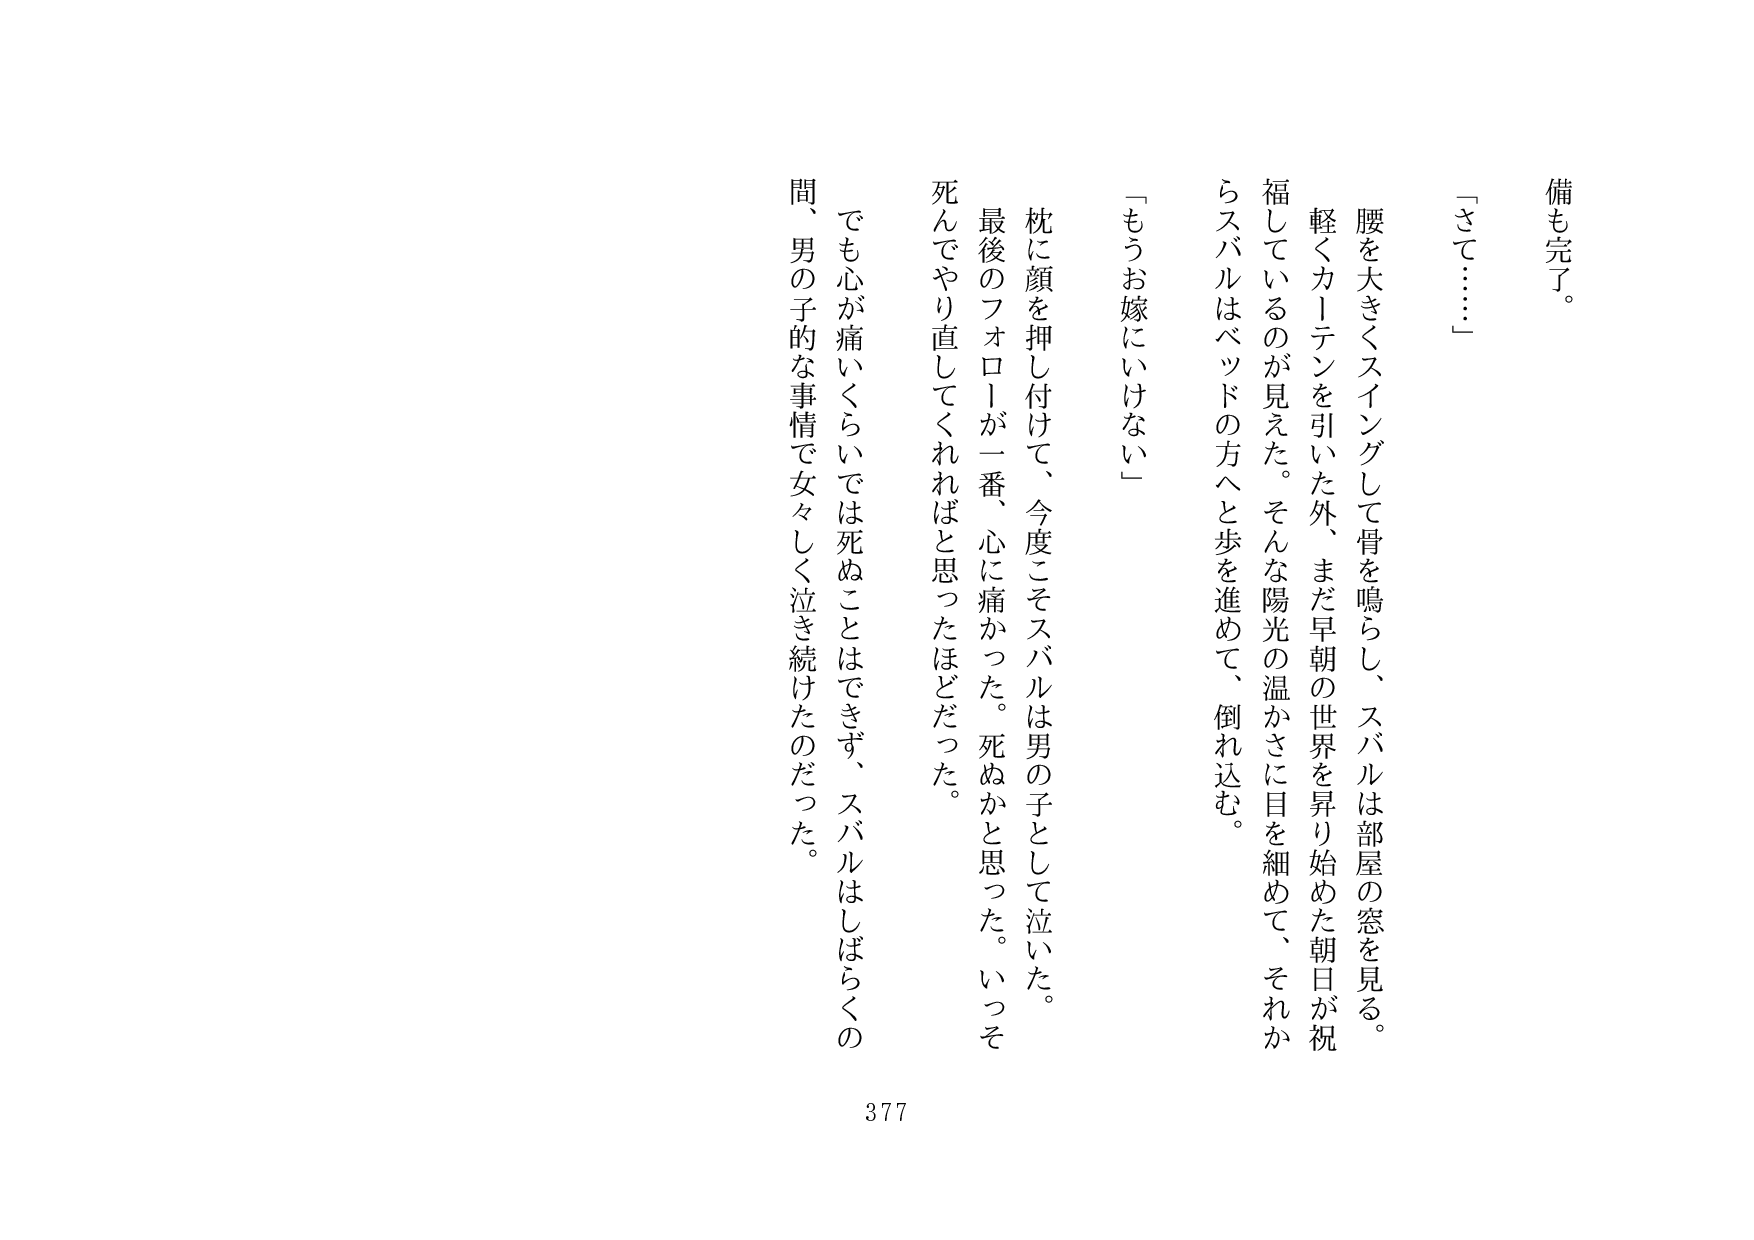 備も完了。
「さて……」
腰を大きくスイングして骨を鳴らし、スバルは部屋の窓を見る。
軽くカーテンを引いた外、まだ早朝の世界を昇り始めた朝日が祝
福しているのが見えた。そんな陽光の温かさに目を細めて、それか
らスバルはベッドの方へと歩を進めて、倒れ込む。
「もうお嫁にいけない」
枕に顔を押し付けて、今度こそスバルは男の子として泣いた。
最後のフォローが一番、心に痛かった。死ぬかと思った。いっそ
死んでやり直してくれればと思ったほどだった。
でも心が痛いくらいでは死ぬことはできず、スバルはしばらくの
間、男の子的な事情で女々しく泣き続けたのだった。
377